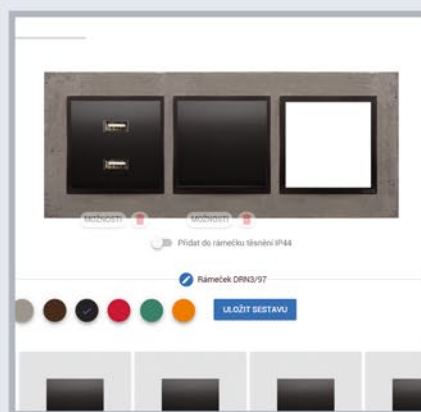 MOŽNOSTI MOŽNOSTI
Přidat do rámečku těsnění IP44
Rámeček DRN3/97
ULOŽIT SESTAVU